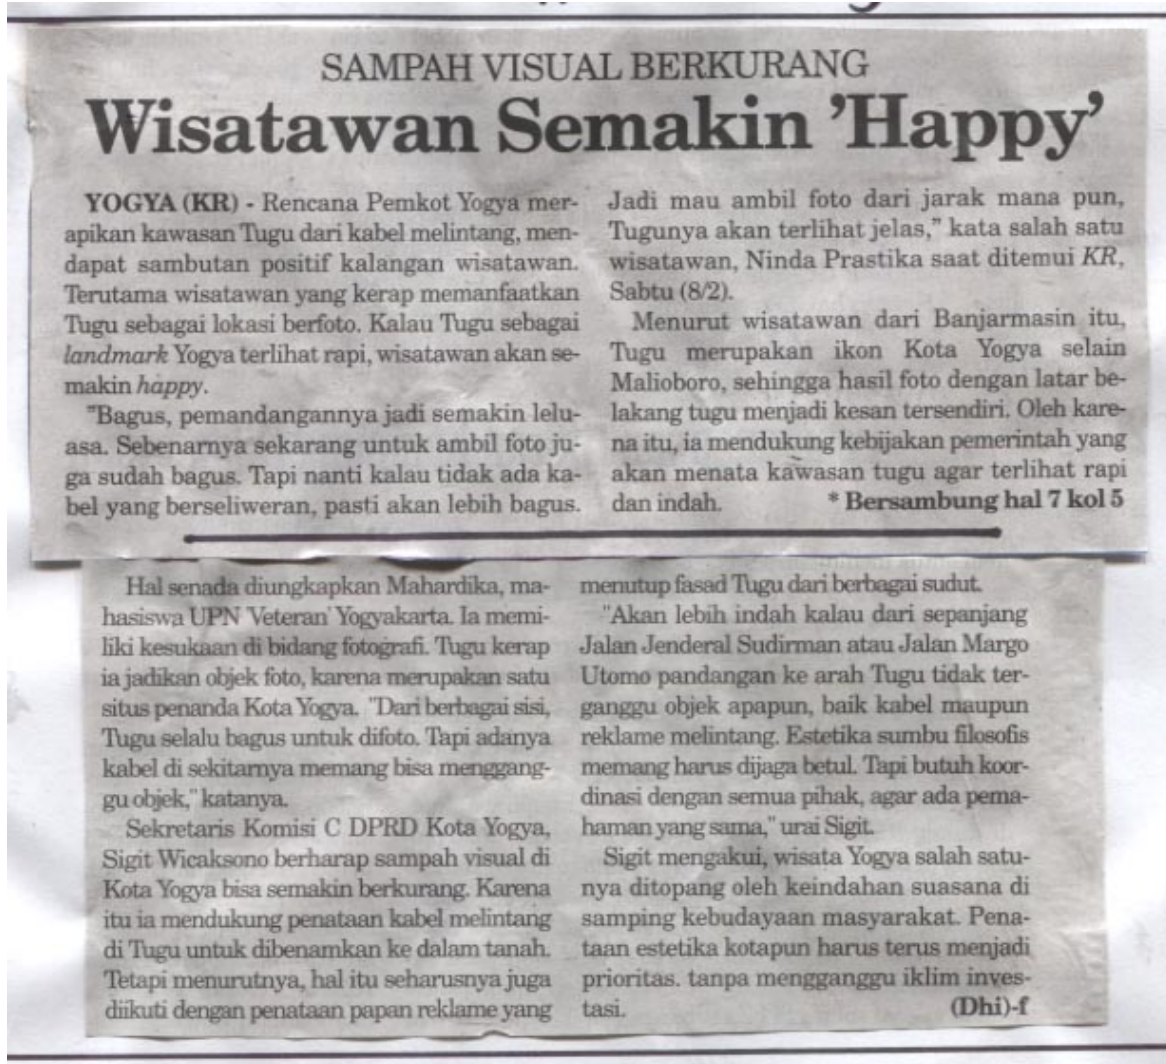 SAMPAH VISUAL BERKURANG
Wisatawan Semakin 'Happy'
YOGYA (KR) - Rencana Pemkot Yogya mer-
apikan kawasan Tugu dari kabel melintang, men-
dapat sambutan positif kalangan wisatawan.
Terutama wisatawan yang kerap memanfaatkan
Tugu sebagai lokasi berfoto. Kalau Tugu sebagai
landmark Yogya terlihat rapi, wisatawan akan se-
makin happy.
"Bagus, pemandangannya jadi semakin lelu-
asa. Sebenarnya sekarang untuk ambil foto ju-
ga sudah bagus. Tapi nanti kalau tidak ada ka-
bel yang berseliweran, pasti akan lebih bagus.
Jadi mau ambil foto dari jarak mana pun,
Tugunya akan terlihat jelas," kata salah satu
wisatawan, Ninda Prastika saat ditemui KR,
Sabtu (8/2).
Menurut wisatawan dari Banjarmasin itu,
Tugu merupakan ikon Kota Yogya selain
Malioboro, sehingga hasil foto dengan latar be-
lakang tugu menjadi kesan tersendiri. Oleh kare-
na itu, ia mendukung kebijakan pemerintah yang
akan menata kawasan tugu agar terlihat rapi
dan indah. * Bersambung hal 7 kol 5
Hal senada diungkapkan Mahardika, ma-
hasiswa UPN 'Veteran' Yogyakarta. Ia memi-
liki kesukaan di bidang fotografi. Tugu kerap
ia jadikan objek foto, karena merupakan satu
situs penanda Kota Yogya. "Dari berbagai sisi,
Tugu selalu bagus untuk difoto. Tapi adanya
kabel di sekitarnya memang bisa mengang-
gu objek," katanya.
Sekretaris Komisi C DPRD Kota Yogya,
Sigit Wicaksono berharap sampah visual di
Kota Yogya bisa semakin berkurang. Karena
itu ia mendukung penataan kabel melintang
di Tugu untuk dibenamkan ke dalam tanah.
Tetapi menurutnya, hal itu seharusnya juga
diikuti dengan penataan papan reklame yang
menutup fasad Tugu dari berbagai sudut.
"Akan lebih indah kalau dari sepanjang
Jalan Jenderal Sudirman atau Jalan Margo
Utomo pandangan ke arah Tugu tidak ter-
ganggu objek apapun, baik kabel maupun
reklame melintang. Estetika sumbu filosofis
memang harus dijaga betul. Tapi butuh koor-
dinasi dengan semua pihak, agar ada pema-
haman yang sama," urai Sigit.
Sigit mengakui, wisata Yogya salah satu-
nya ditopang oleh keindahan suasana di
samping kebudayaan masyarakat. Pena-
taan estetika kotapun harus terus menjadi
prioritas. tanpa mengganggu iklim inves-
tasi. (Dhi)-f